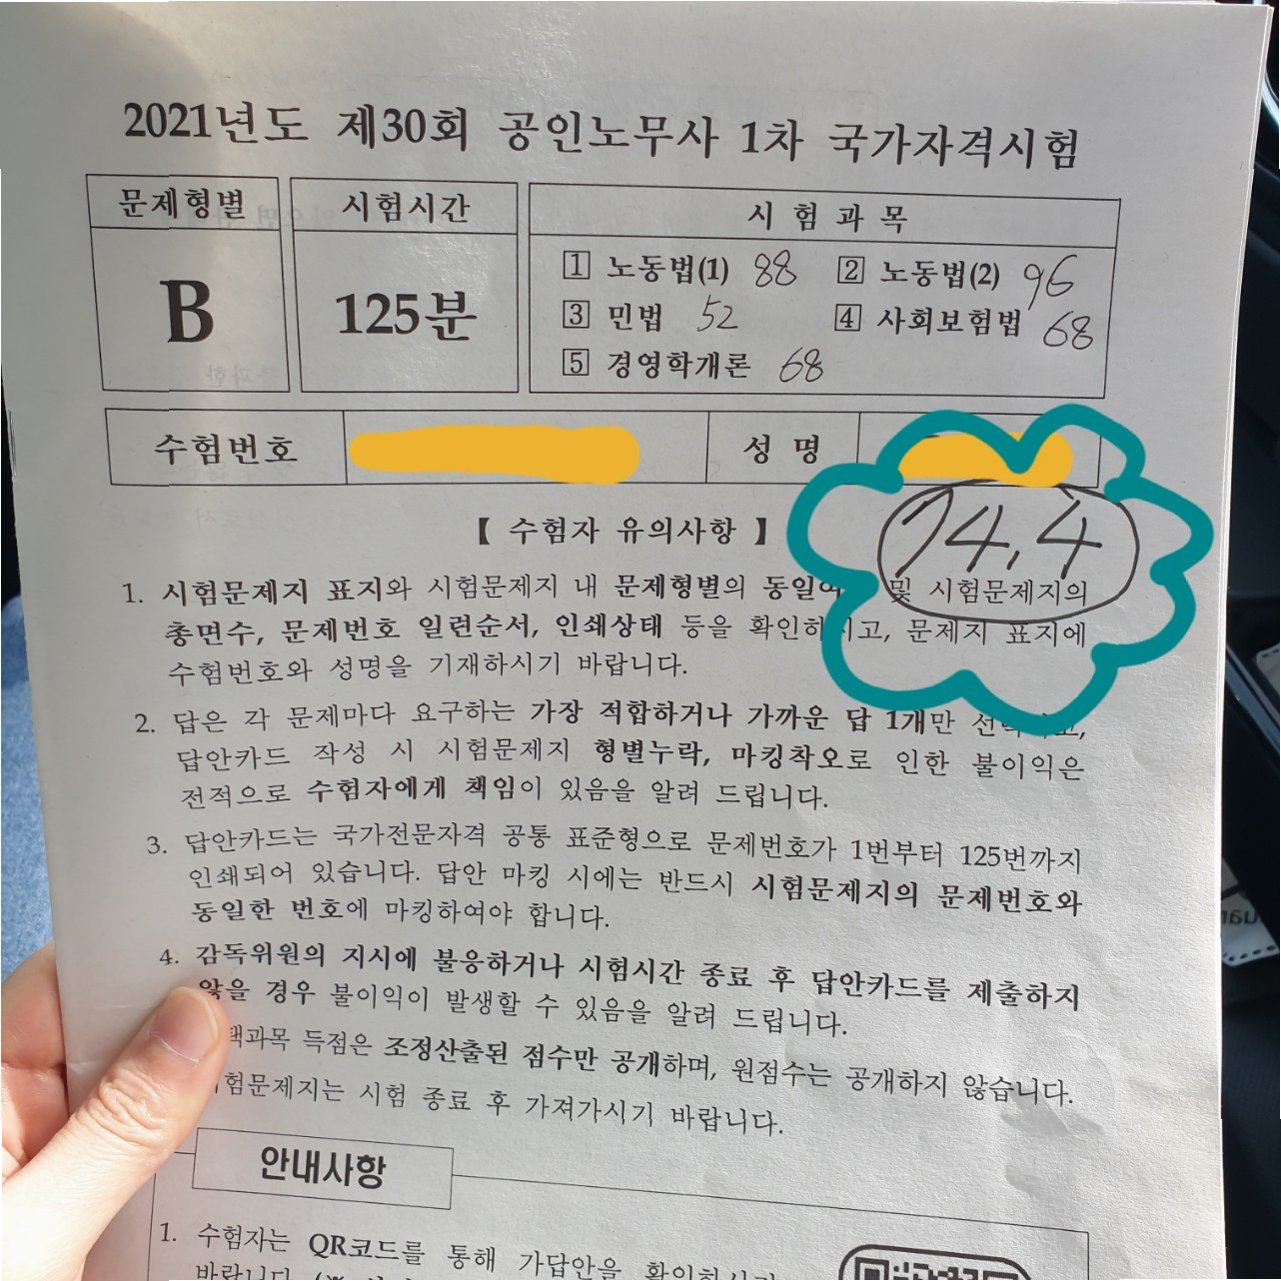 2021년도 제30회 공인노무사 1차 국가자격시험
문제형별 시험시간 시 험 과 목
B 125분
1 노동법(1) 88 2 노동법(2) 96
3 민법 52 4 사회보험법 68
5 경영학개론 68
수험번호 성 명
74.4
【 수험자 유의사항 】
1. 시험문제지 표지와 시험문제지 내 문제형별의 동일여 및 시험문제지의
총면수, 문제번호 일련순서, 인쇄상태 등을 확인하시고, 문제지 표지에
수험번호와 성명을 기재하시기 바랍니다.
2. 답은 각 문제마다 요구하는 가장 적합하거나 가까운 답 1개만 선택하고,
답안카드 작성 시 시험문제지 형별누락, 마킹착오로 인한 불이익은
전적으로 수험자에게 책임이 있음을 알려 드립니다.
3. 답안카드는 국가전문자격 공통 표준형으로 문제번호가 1번부터 125번까지
인쇄되어 있습니다. 답안 마킹 시에는 반드시 시험문제지의 문제번호와
동일한 번호에 마킹하여야 합니다.
4. 감독위원의 지시에 불응하거나 시험시간 종료 후 답안카드를 제출하지
않을 경우 불이익이 발생할 수 있음을 알려 드립니다.
택과목 득점은 조정산출된 점수만 공개하며, 원점수는 공개하지 않습니다.
시험문제지는 시험 종료 후 가져가시기 바랍니다.
안내사항
1. 수험자는 QR코드를 통해 가답안을 확인하시기
바랍니다.